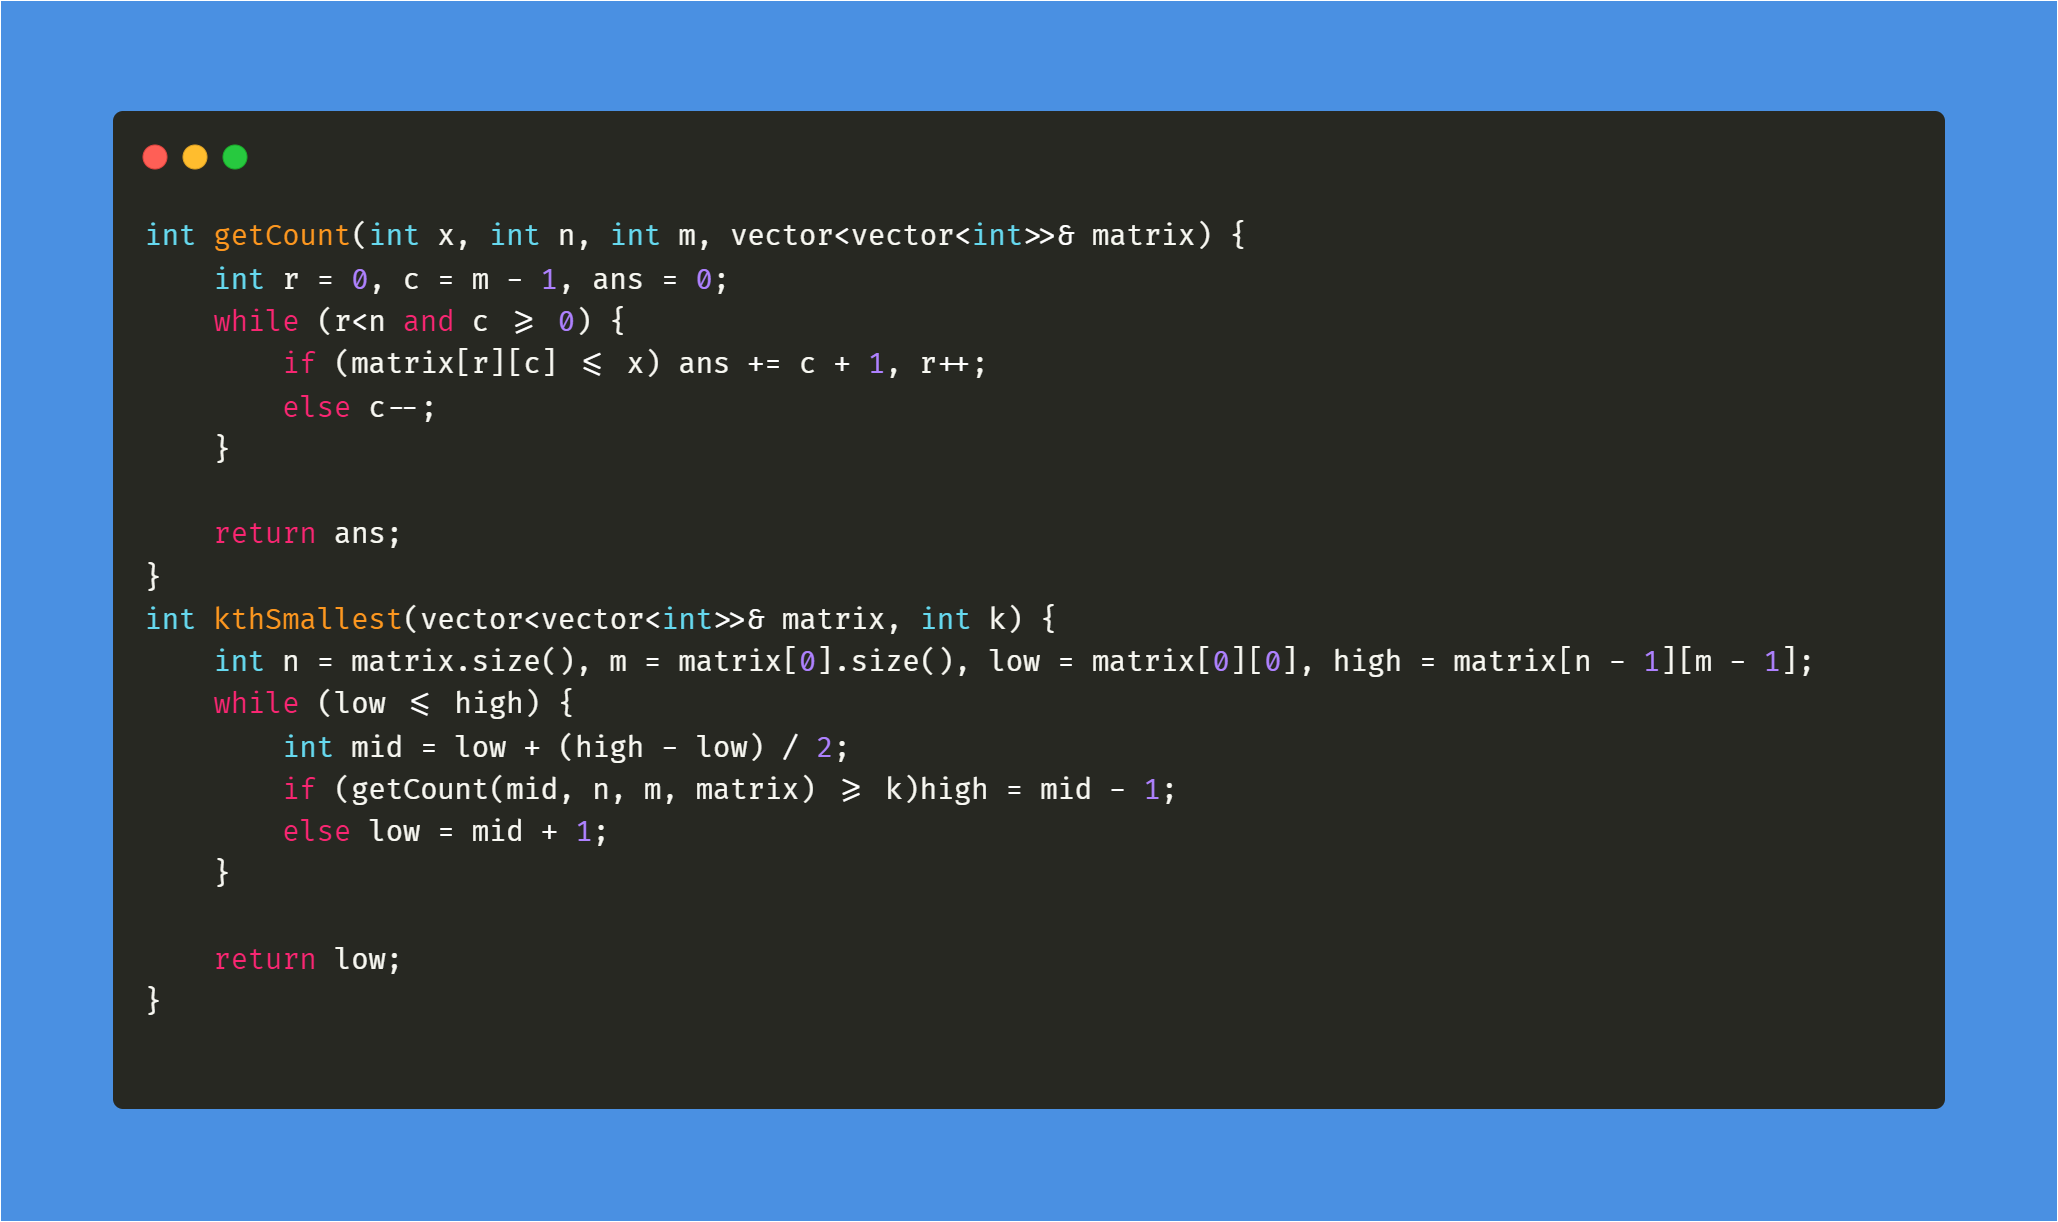 int getCount(int x, int n, int m, vector<vector<int>>& matrix) {
    int r = 0, c = m - 1, ans = 0;
    while (r<n and c >= 0) {
        if (matrix[r][c] <= x) ans += c + 1, r++;
        else c--;
    }

    return ans;
}
int kthSmallest(vector<vector<int>>& matrix, int k) {
    int n = matrix.size(), m = matrix[0].size(), low = matrix[0][0], high = matrix[n - 1][m - 1];
    while (low <= high) {
        int mid = low + (high - low) / 2;
        if (getCount(mid, n, m, matrix) >= k)high = mid - 1;
        else low = mid + 1;
    }

    return low;
}